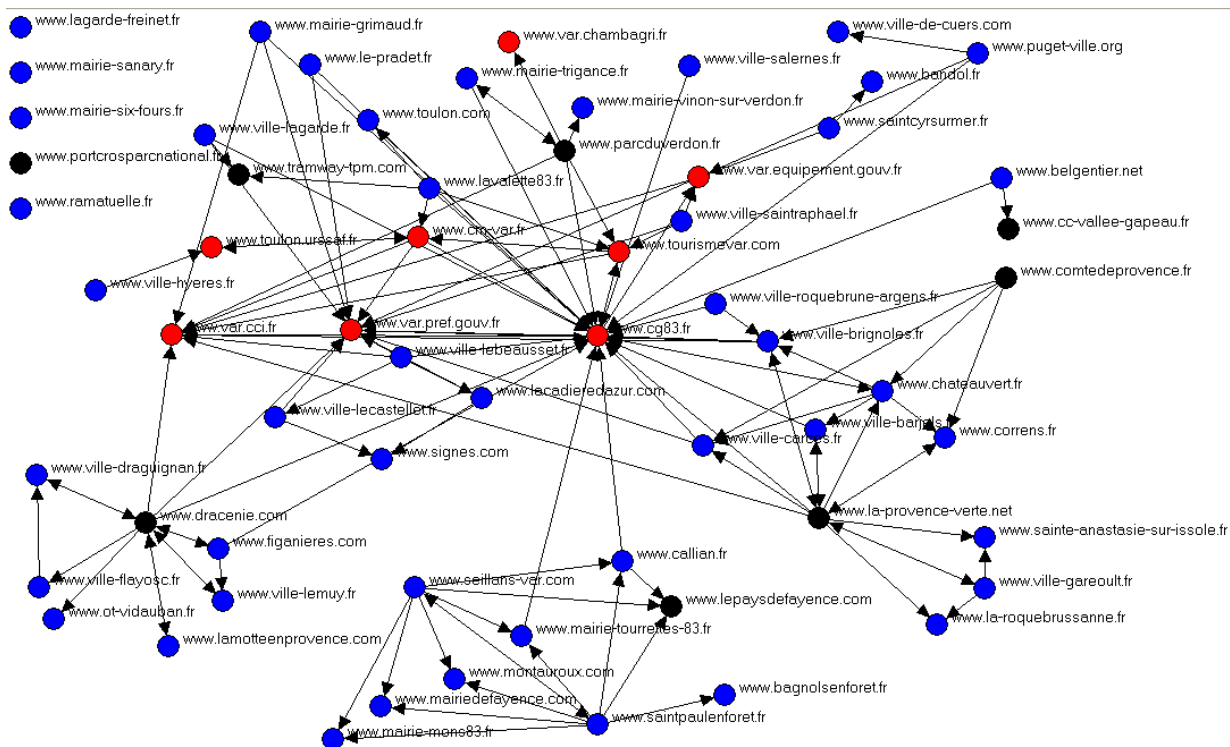 www.lagarde-freinet.fr
www.mairie-grimaud.fr
www.var.chambagri.fr
www.ville-de-cuers.com
www.puget-ville.org
www.mairie-sanary.fr
www.le-pradet.fr
www.mairie-trigance.fr
www.ville-salernes.fr
www.bandol.fr
www.mairie-six-fours.fr
www.toulon.com
www.mairie-vinon-sur-verdon.fr
www.ville-lagarde.fr
www.saintcyrsurmer.fr
www.portcrosparcnational.fr
www.tramway-tpm.com
www.parcduverdon.fr
www.lavalette83.fr
www.var.equipement.gouv.fr
www.belgentier.net
www.ramatuelle.fr
www.ville-saintraphael.fr
www.cc-vallee-gapeau.fr
www.toulon.urssaf.fr
www.cm-var.fr
www.tourismevar.com
www.comtedeprovence.fr
www.ville-hyeres.fr
www.ville-roquebrune-argens.fr
www.var.cci.fr
www.var.pref.gouv.fr
www.cg83.fr
www.ville-brignoles.fr
www.ville-lebeausset.fr
www.lacadieredazur.com
www.chateauvert.fr
www.ville-lecastellet.fr
www.ville-barjols.fr
www.ville-carces.fr
www.correns.fr
www.signes.com
www.ville-draguignan.fr
www.dracenie.com
www.la-provence-verte.net
www.figanieres.com
www.sainte-anastasie-sur-issole.fr
www.callian.fr
www.ville-flayosc.fr
www.seillans-var.com
www.ville-gareoult.fr
www.ville-lemuy.fr
www.lepaysdefayence.com
www.ot-vidauban.fr
www.la-roquebrussanne.fr
www.lamotteenprovence.com
www.mairie-tourrettes-83.fr
www.montauroux.com
www.bagnolsenforet.fr
www.mairiedefayence.com
www.saintpaulenforet.fr
www.mairie-mons83.fr